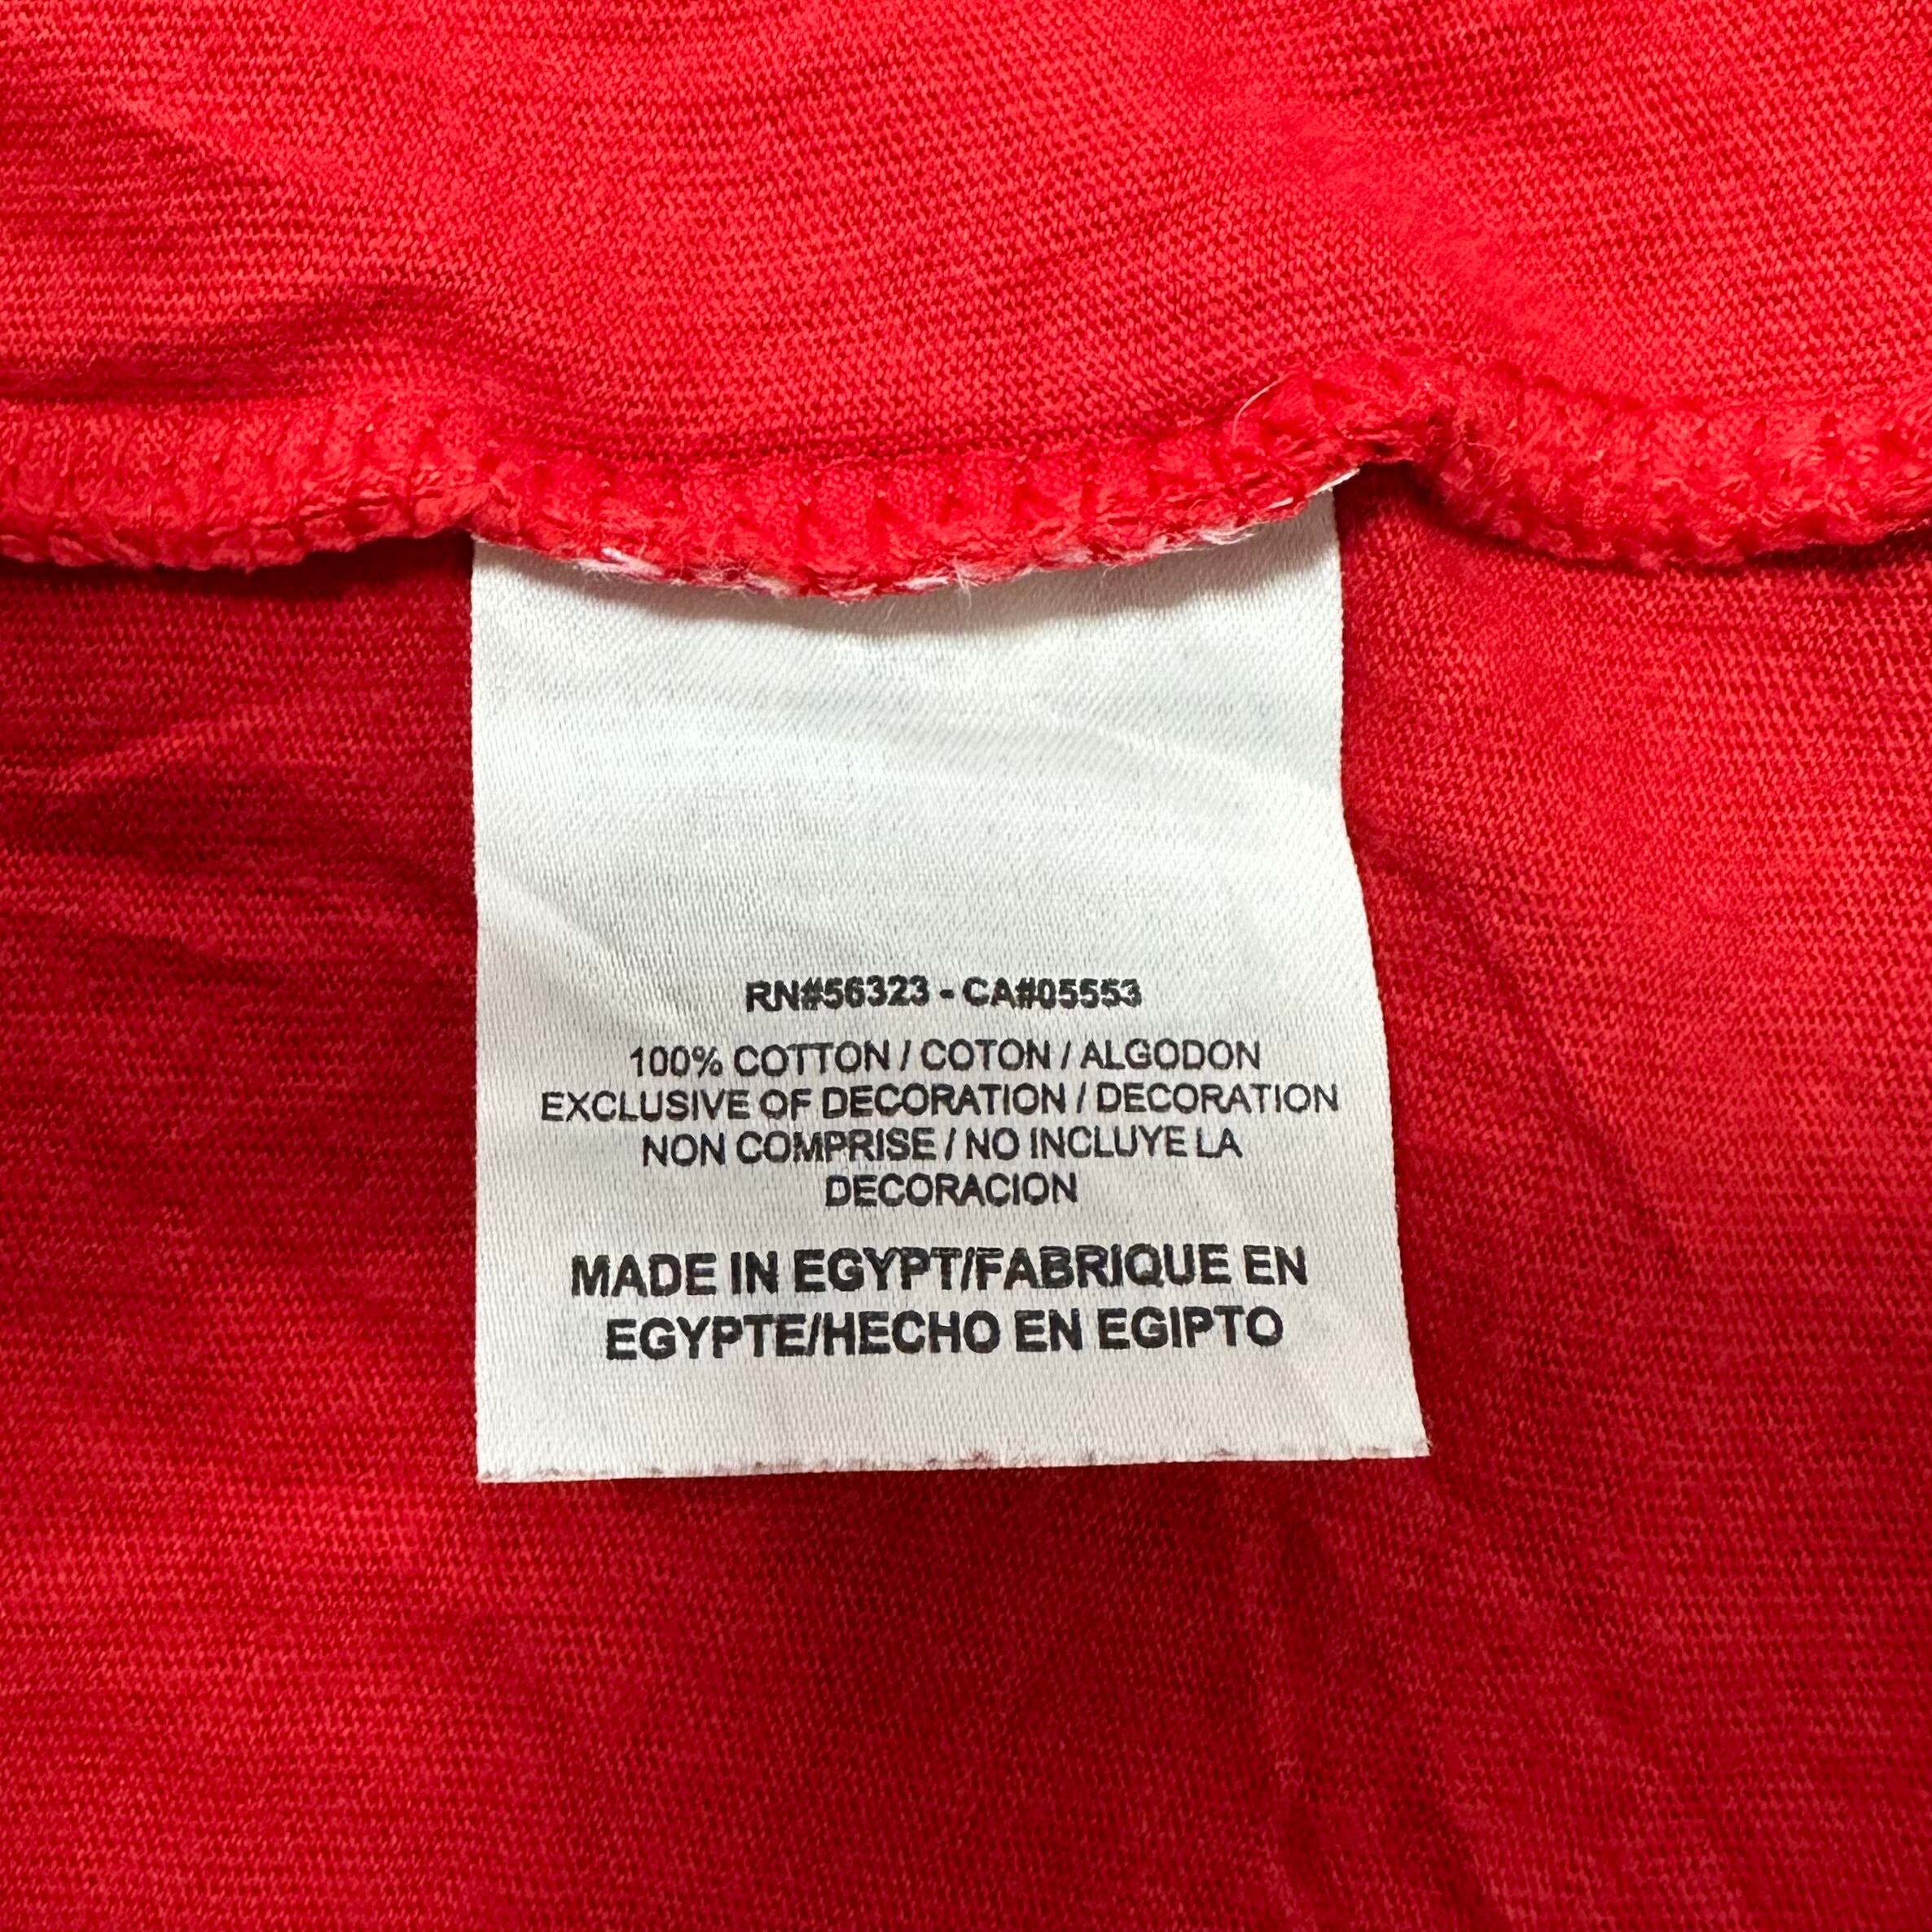 RN#56323 - CA#05553
100% COTTON / COTON / ALGODON
EXCLUSIVE OF DECORATION / DECORATION
NON COMPRISE / NO INCLUYE LA
DECORACION
MADE IN EGYPT/FABRIQUE EN
EGYPTE/HECHO EN EGIPTO